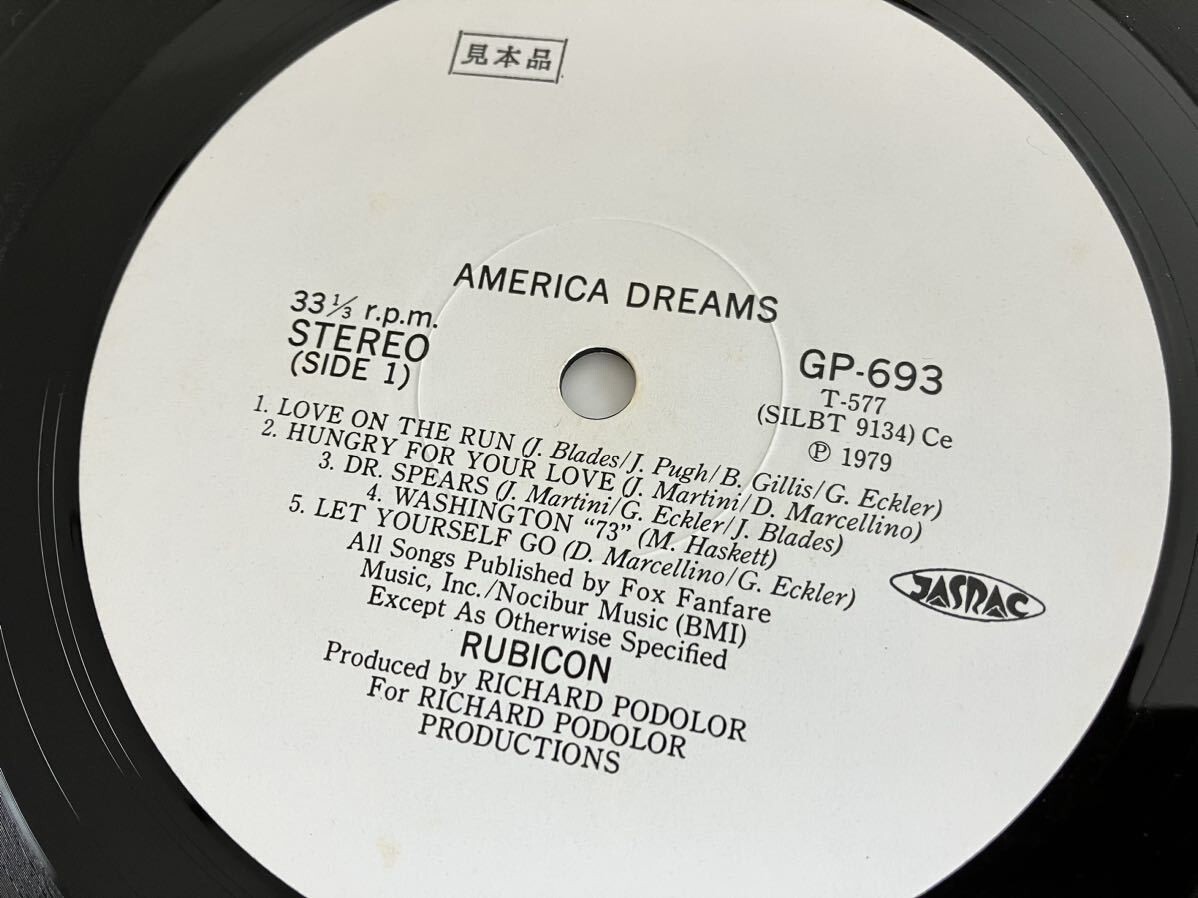 見本品
AMERICA DREAMS
33 1/3 r.p.m.
STEREO
(SIDE 1)
GP-693
T-577
(SILBT 9134) Ce
Ⓟ 1979
1. LOVE ON THE RUN (J. Blades/J. Pugh/B. Gillis/G. Eckler)
2. HUNGRY FOR YOUR LOVE (J. Martini/D. Marcellino)
3. DR. SPEARS (J. Martini/G. Eckler/J. Blades)
4. WASHINGTON “73” (M. Haskett)
5. LET YOURSELF GO (D. Marcellino/G. Eckler)
All Songs Published by Fox Fanfare
Music, Inc./Nocibur Music (BMI)
Except As Otherwise Specified
JASRAC
RUBICON
Produced by RICHARD PODOLOR
For RICHARD PODOLOR
PRODUCTIONS